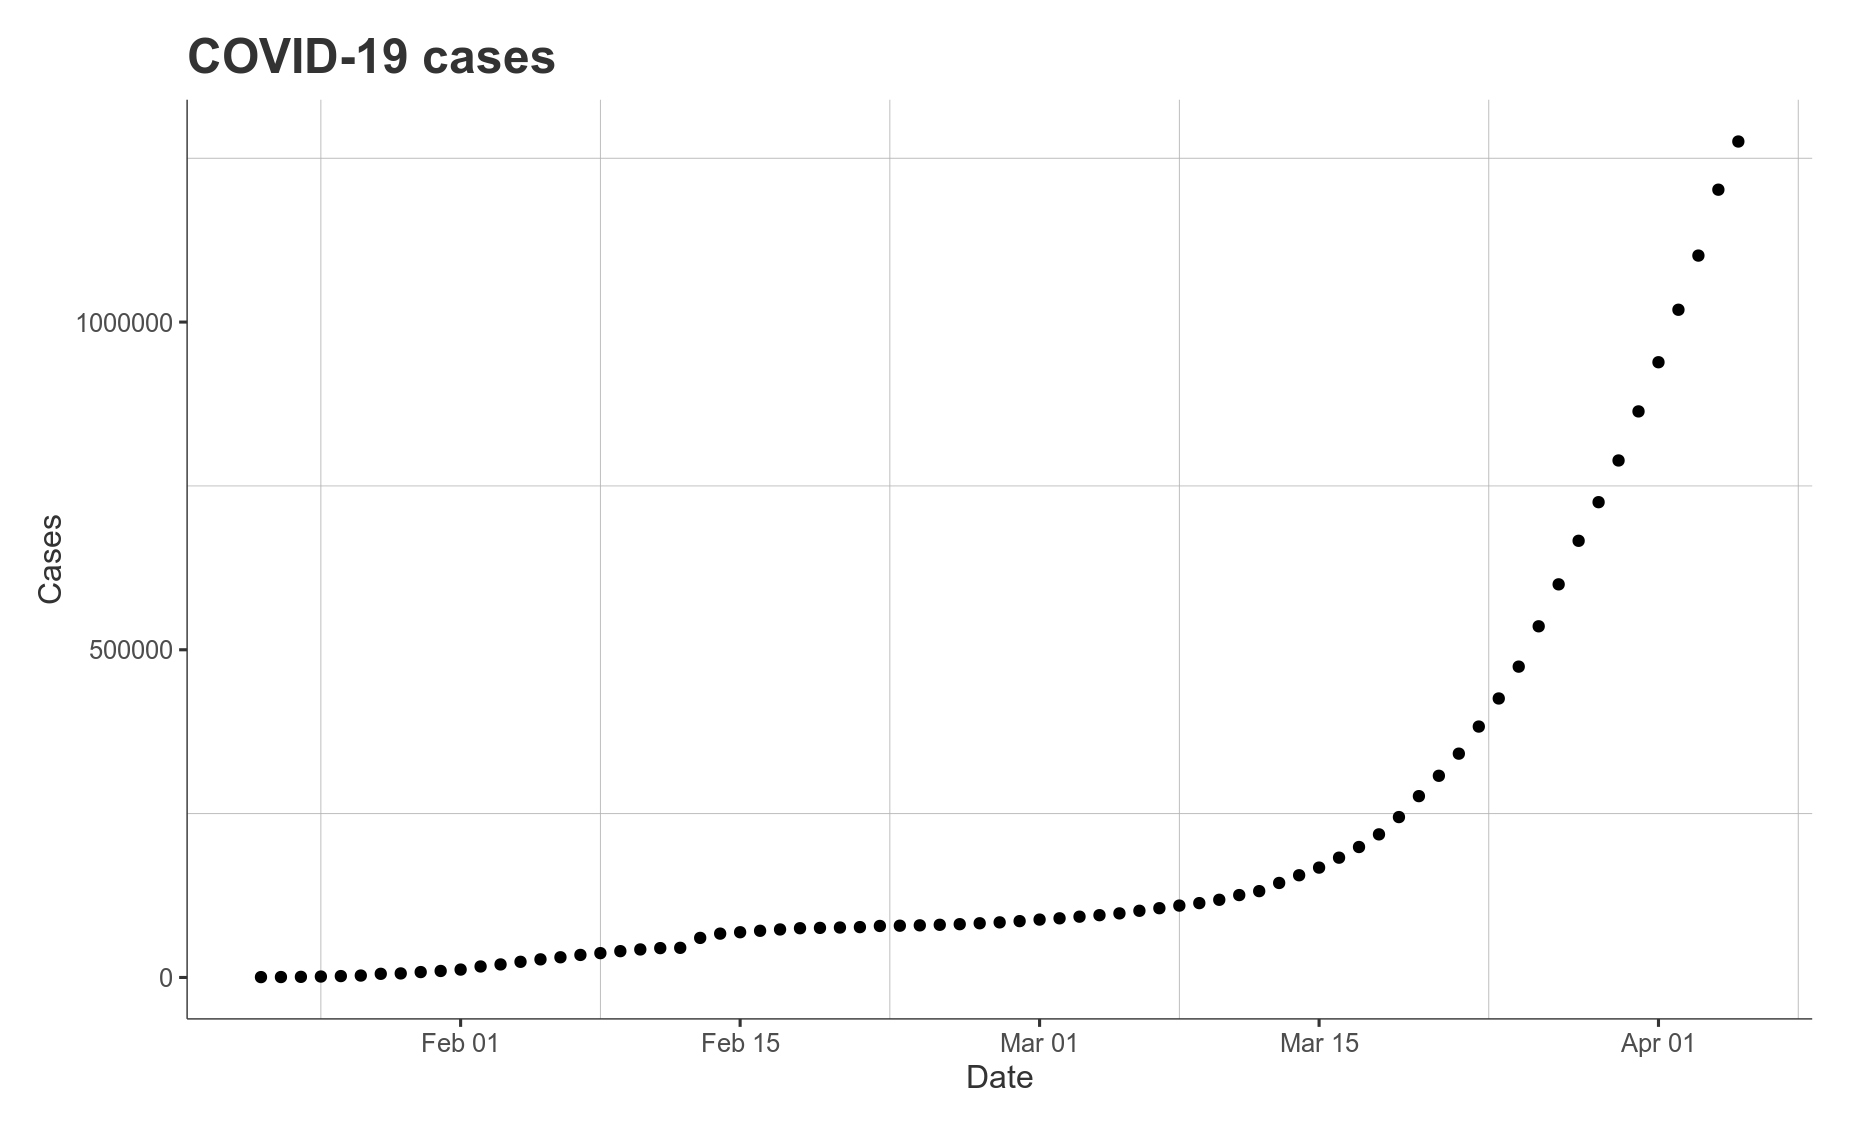 COVID-19 cases
Cases
1000000
500000
0
Feb 01
Feb 15
Mar 01
Mar 15
Apr 01
Date